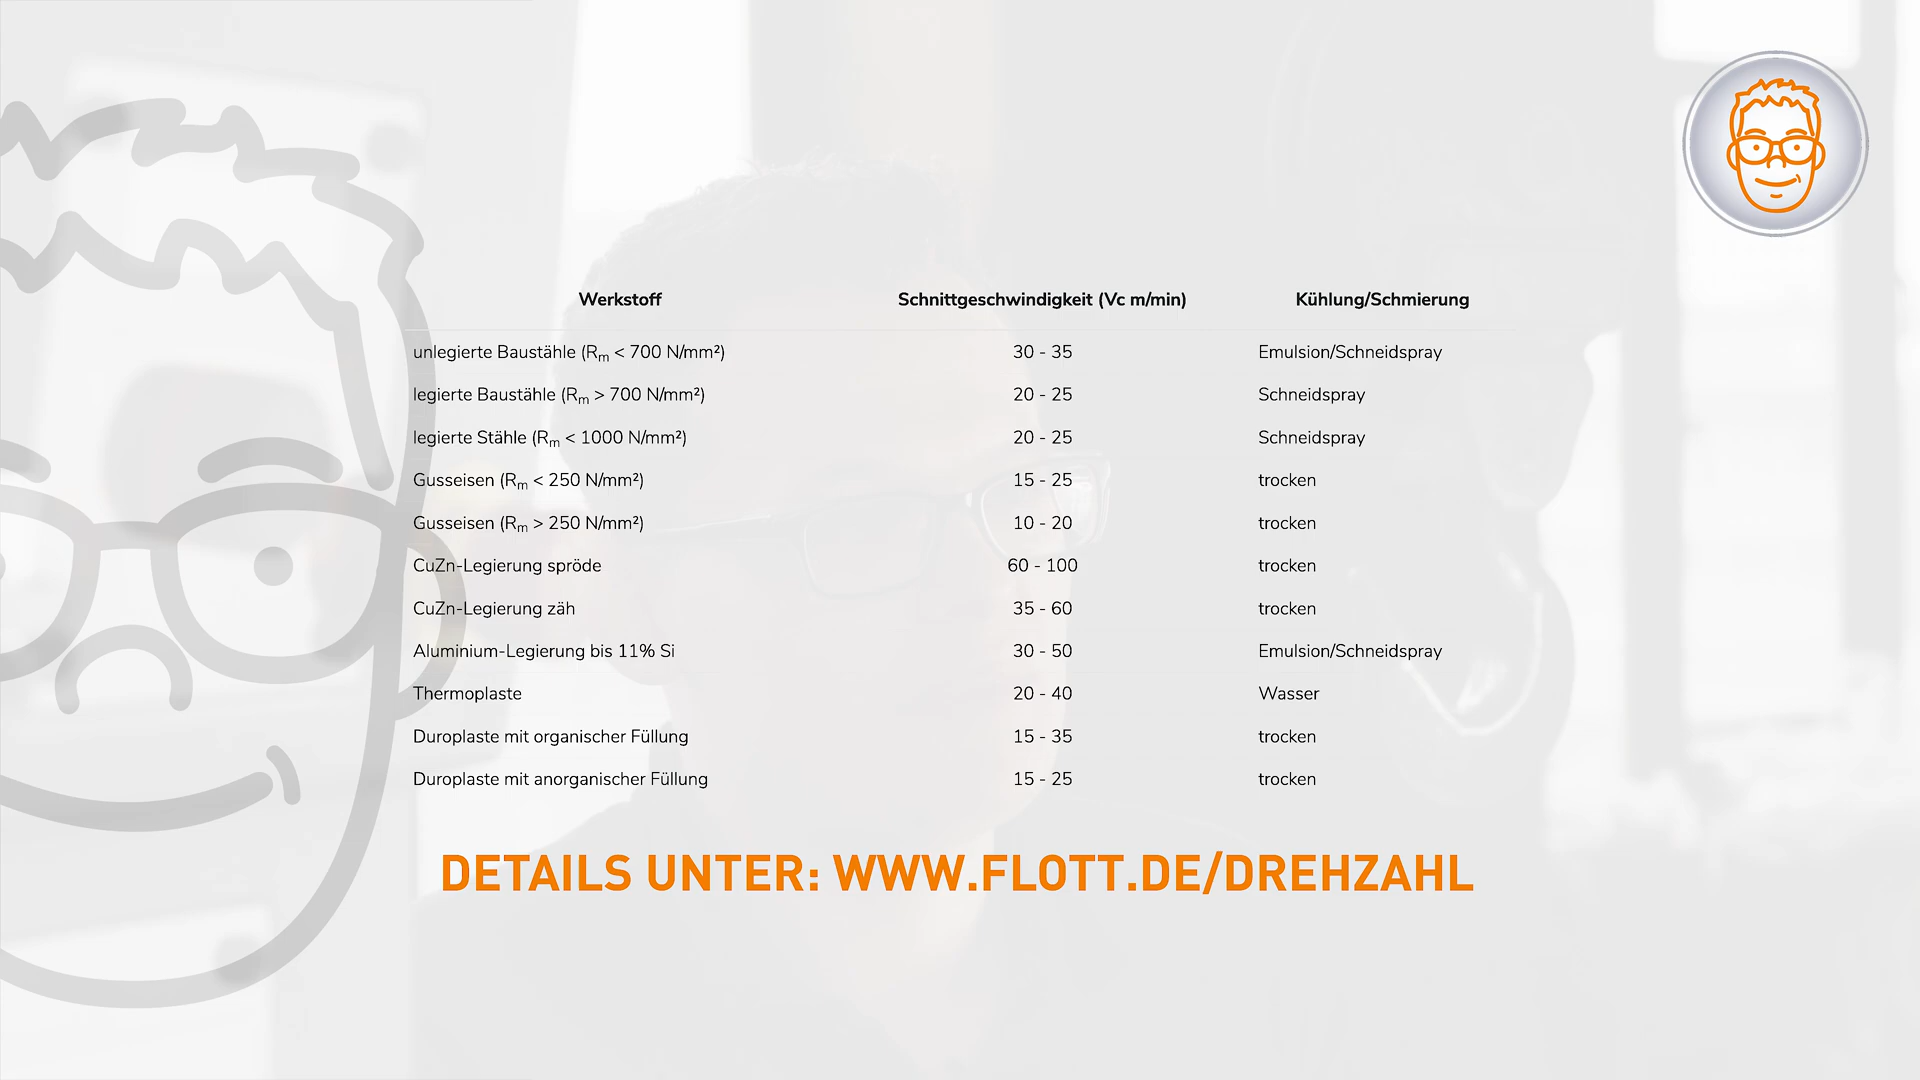 Werkstoff Schnittgeschwindigkeit (Vc m/min) Kühlung/Schmierung
unlegierte Baustähle (Rm < 700 N/mm²) 30 - 35 Emulsion/Schneidspray
legierte Baustähle (Rm > 700 N/mm²) 20 - 25 Schneidspray
legierte Stähle (Rm < 1000 N/mm²) 20 - 25 Schneidspray
Gusseisen (Rm < 250 N/mm²) 15 - 25 trocken
Gusseisen (Rm > 250 N/mm²) 10 - 20 trocken
CuZn-Legierung spröde 60 - 100 trocken
CuZn-Legierung zäh 35 - 60 trocken
Aluminium-Legierung bis 11% Si 30 - 50 Emulsion/Schneidspray
Thermoplaste 20 - 40 Wasser
Duroplaste mit organischer Füllung 15 - 35 trocken
Duroplaste mit anorganischer Füllung 15 - 25 trocken
DETAILS UNTER: WWW.FLOTT.DE/DREHZAHL